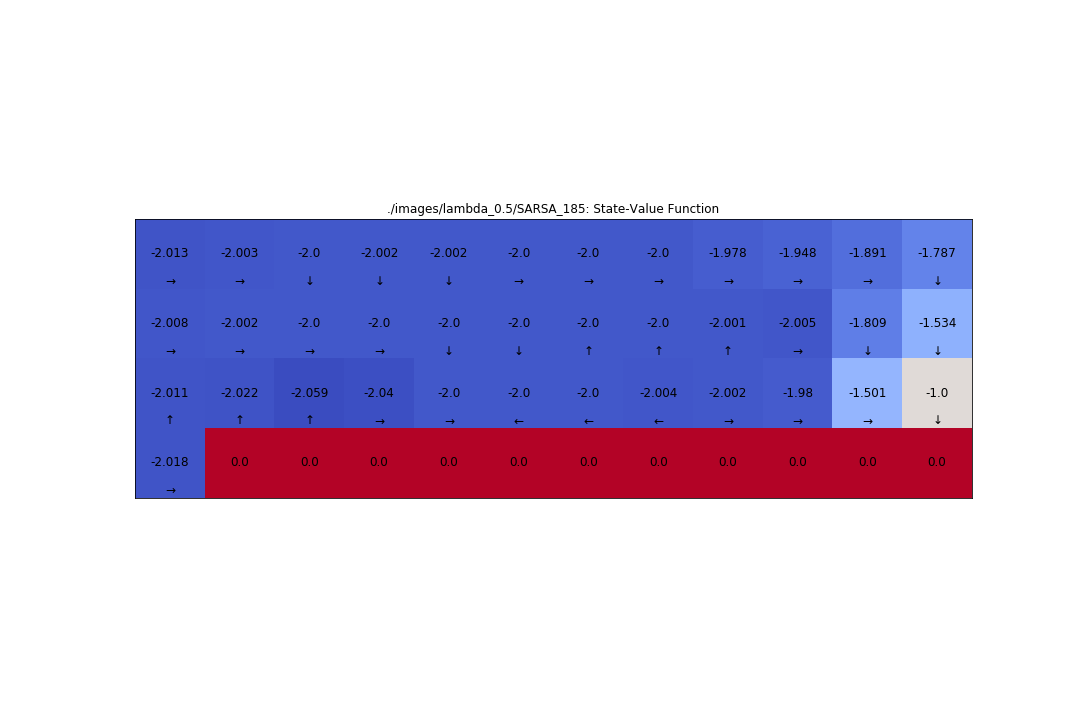 ./images/lambda_0.5/SARSA_185: State-Value Function
-2.013 -2.003 -2.0 -2.002 -2.002 -2.0 -2.0 -2.0 -1.978 -1.948 -1.891 -1.787
→ → ↓ ↓ ↓ → → → → → → ↓
-2.008 -2.002 -2.0 -2.0 -2.0 -2.0 -2.0 -2.0 -2.001 -2.005 -1.809 -1.534
→ → → → ↓ ↓ ↑ ↑ ↑ → ↓ ↓
-2.011 -2.022 -2.059 -2.04 -2.0 -2.0 -2.0 -2.004 -2.002 -1.98 -1.501 -1.0
↑ ↑ ↑ → → ← ← ← → → → ↓
-2.018 0.0 0.0 0.0 0.0 0.0 0.0 0.0 0.0 0.0 0.0 0.0
→